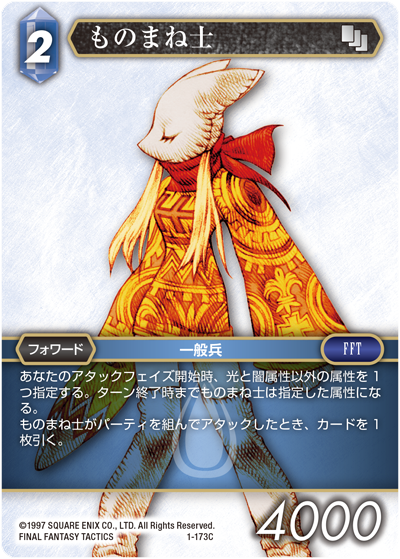 2
ものまね士
フォワード
一般兵
FFT
あなたのアタックフェイズ開始時、光と闇属性以外の属性を1
つ指定する。ターン終了時までものまね士は指定した属性にな
る。
ものまね士がパーティを組んでアタックしたとき、カードを1
枚引く。
©1997 SQUARE ENIX CO., LTD. All Rights Reserved.
FINAL FANTASY TACTICS
1-173C
4000